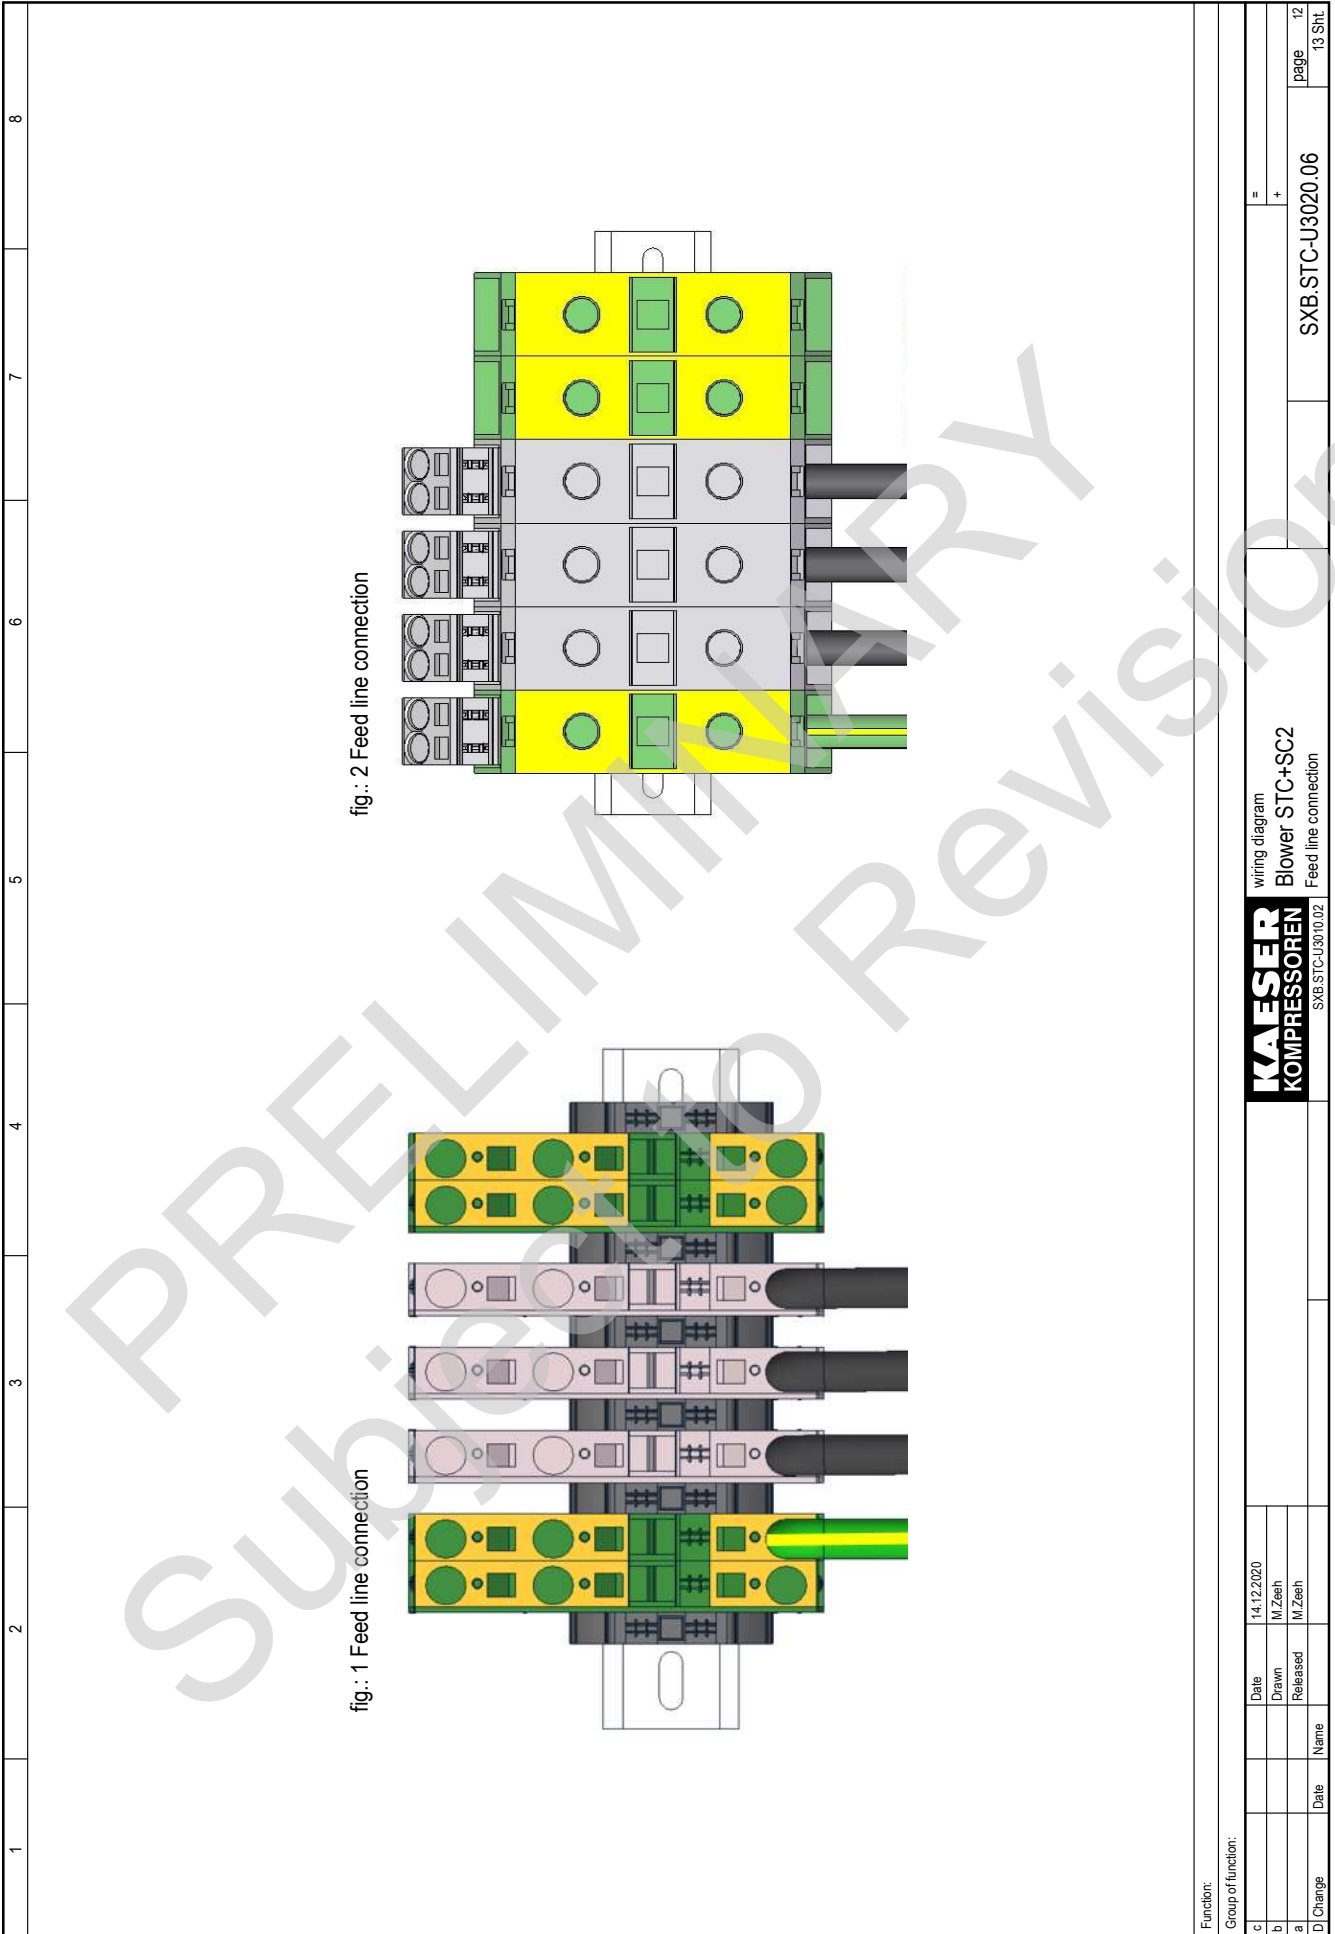 1 2 3 4 5 6 7 8
fig.: 1 Feed line connection
fig.: 2 Feed line connection
PRELIMINARY
Subject to Revision
Function:
Group of function:
c
b
a
D Change Date Name
Date 14.12.2020
Drawn M.Zeeh
Released M.Zeeh
KAESER
KOMPRESSOREN
SXB.STC-U3010.02
wiring diagram
Blower STC+SC2
Feed line connection
=
+
SXB.STC-U3020.06
page 12
13 Sht.